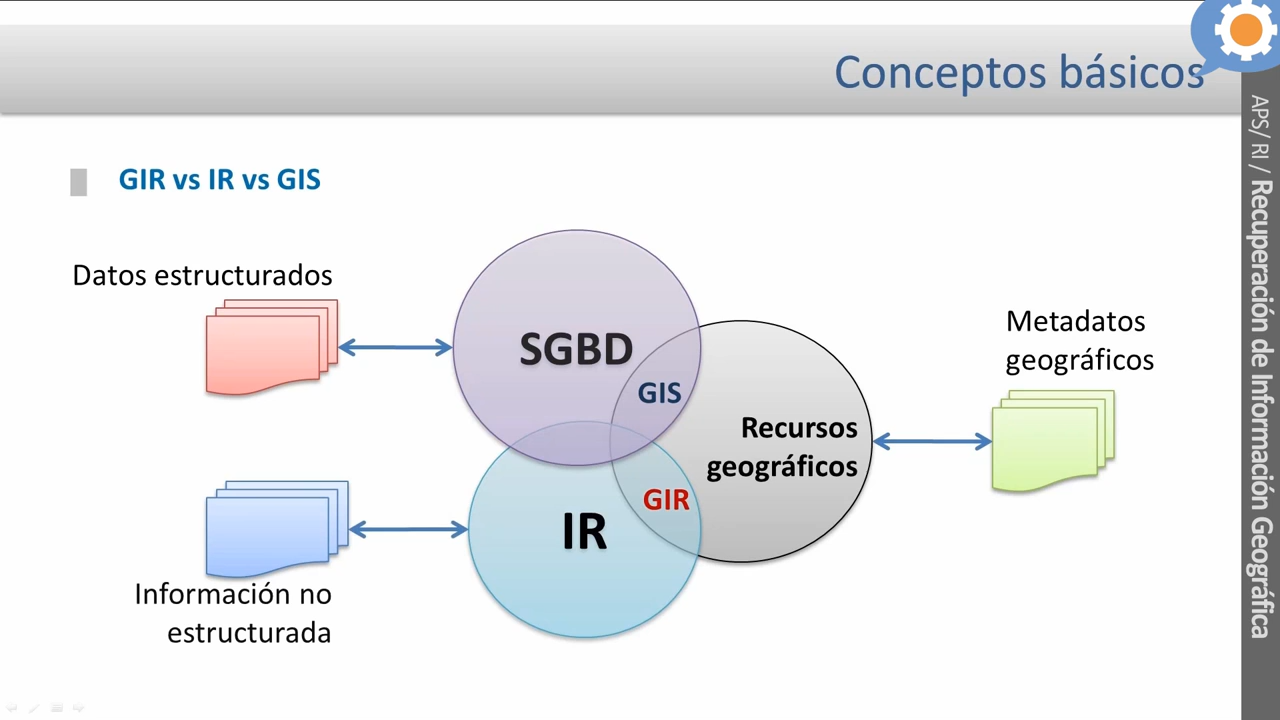 Conceptos básicos
GIR vs IR vs GIS
Datos estructurados
SGBD
GIS
Metadatos
geográficos
Recursos
geográficos
GIR
IR
Información no
estructurada
APS/ RI / Recuperación de Información Geográfica